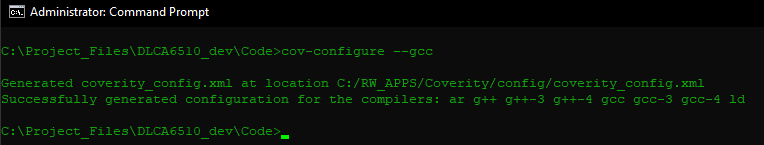 Administrator: Command Prompt
C:\Project_Files\DLCA6510_dev\Code>cov-configure --gcc
Generated coverity_config.xml at location C:/RW_APPS/Coverity/config/coverity_config.xml
Successfully generated configuration for the compilers: ar g++ g++-3 g++-4 gcc gcc-3 gcc-4 ld
C:\Project_Files\DLCA6510_dev\Code>